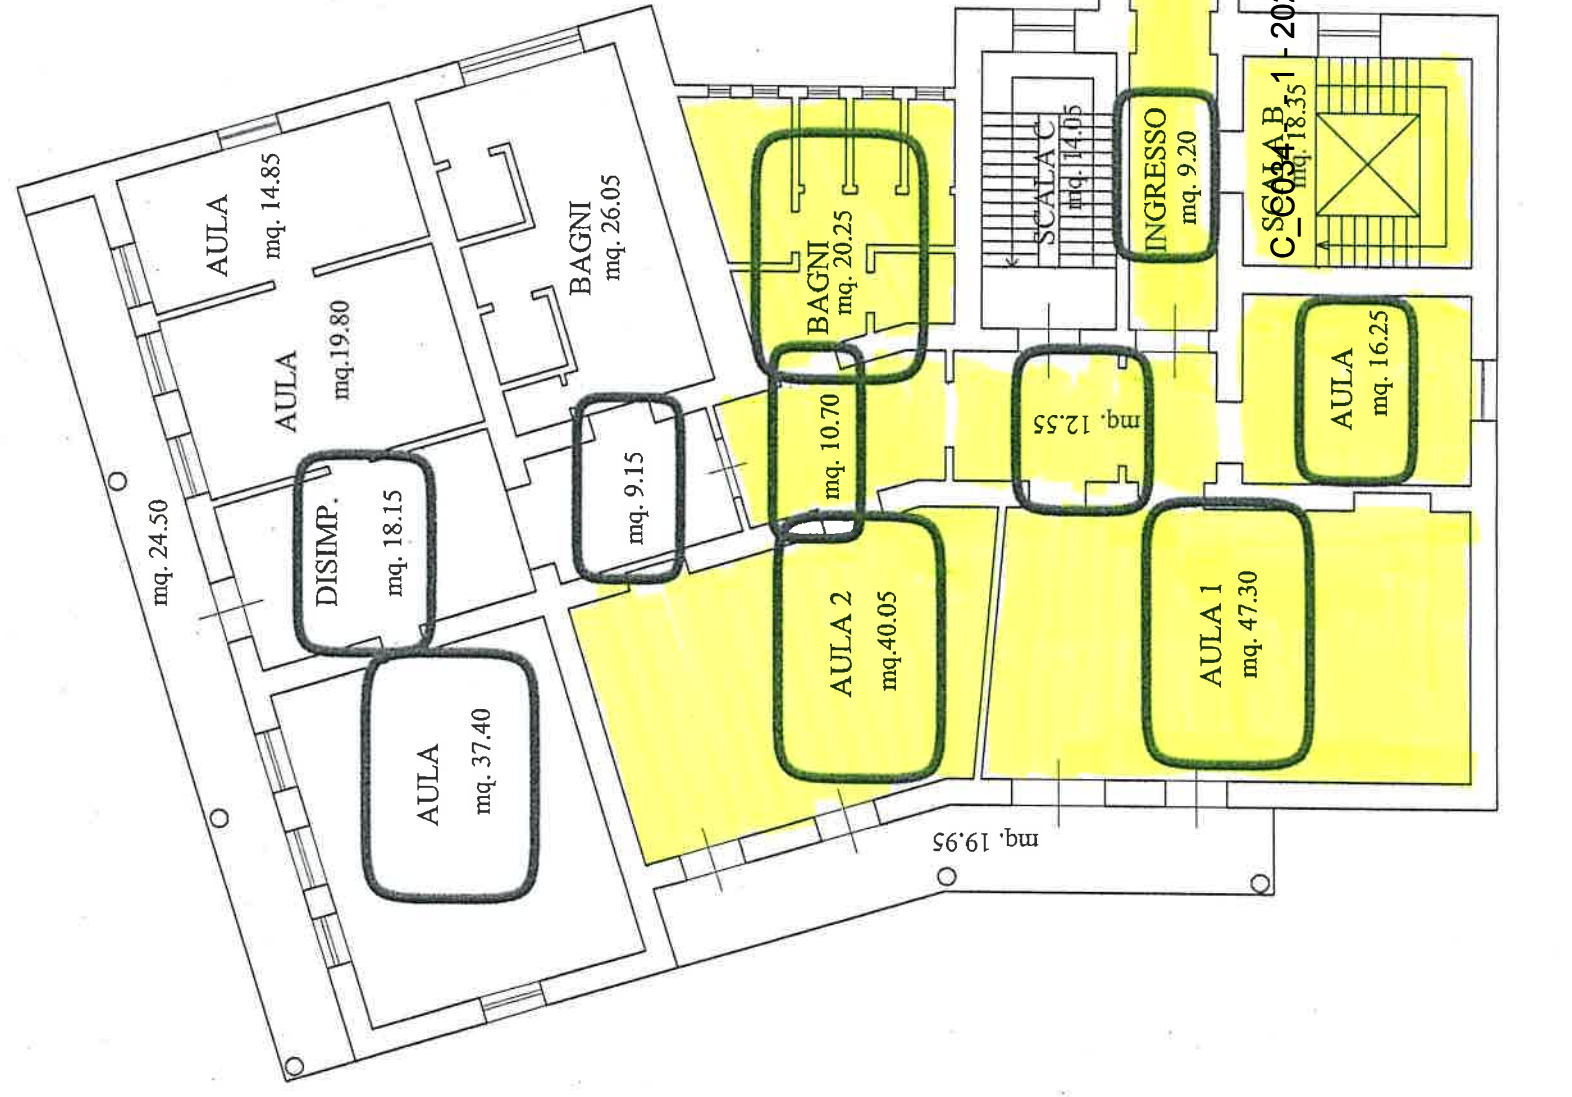 AULA
mq. 14.85
AULA
mq.19.80
BAGNI
mq. 26.05
BAGNI
mq. 20.25
SCALA C
mq. 14.05
INGRESSO
mq. 9.20
SCALA B
mq. 18.35
C_C034
1 - 20
mq. 24.50
DISIMP.
mq. 18.15
mq. 9.15
mq. 10.70
mq. 12.55
AULA
mq. 16.25
AULA
mq. 37.40
AULA 2
mq.40.05
AULA 1
mq. 47.30
mq. 19.95